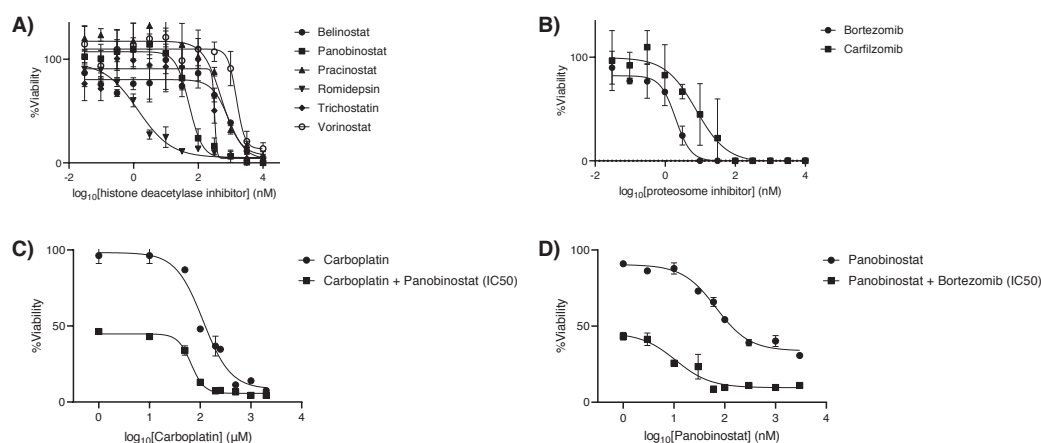 A)
%Viability
100
0
-2
0
2
4
log10[histone deacetylase inhibitor] (nM)
Belinostat
Panobinostat
Pracinostat
Romidepsin
Trichostatin
Vorinostat
B)
%Viability
100
0
-2
0
2
4
log10[proteosome inhibitor] (nM)
Bortezomib
Carfilzomib
C)
%Viability
100
50
0
0
1
2
3
4
log10[Carboplatin] (µM)
Carboplatin
Carboplatin + Panobinostat (IC50)
D)
%Viability
100
50
0
0
1
2
3
4
log10[Panobinostat] (nM)
Panobinostat
Panobinostat + Bortezomib (IC50)